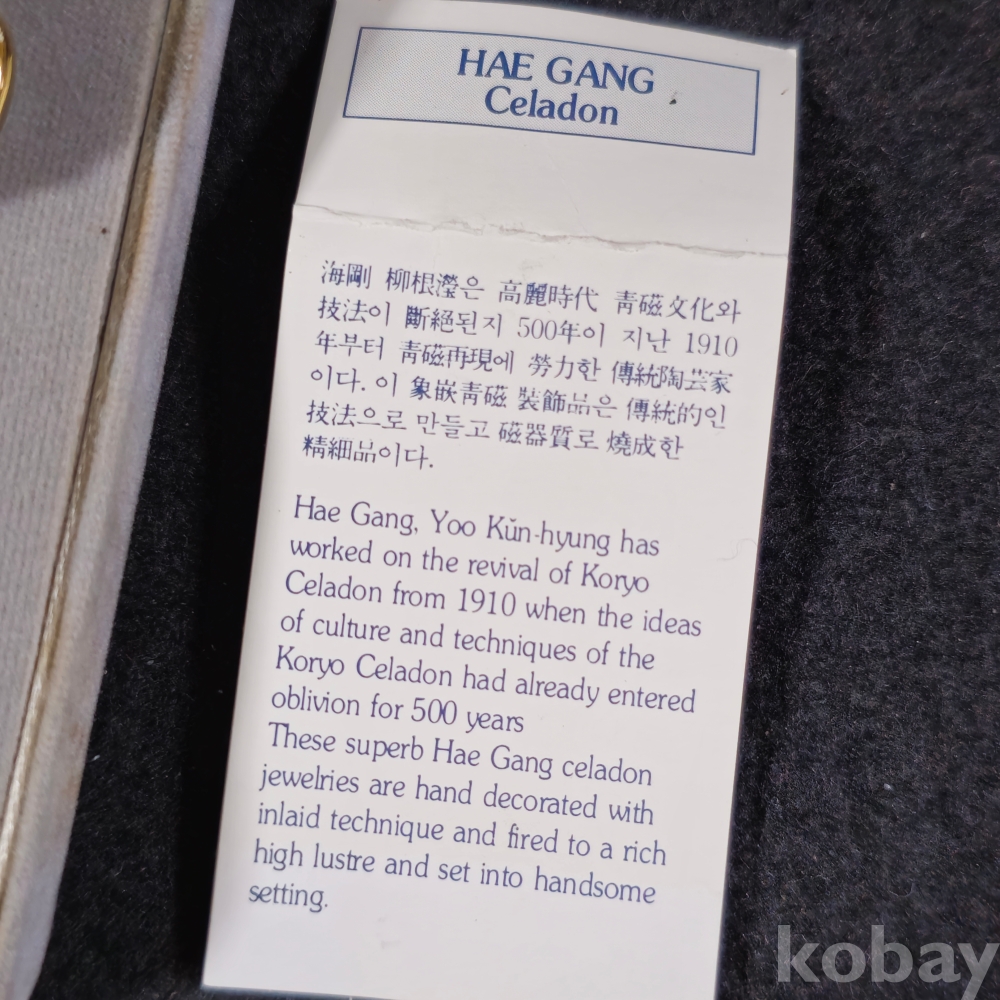 HAE GANG
Celadon
海剛 柳根瀅은 高麗時代 靑磁文化와
技法이 斷絕된지 500年이 지난 1910
年부터 靑磁再現에 勞力한 傳統陶芸家
이다. 이 象嵌靑磁 裝飾品은 傳統的인
技法으로 만들고 磁器質로 燒成한
精細品이다.
Hae Gang, Yoo Kŭn-hyung has
worked on the revival of Koryo
Celadon from 1910 when the ideas
of culture and techniques of the
Koryo Celadon had already entered
oblivion for 500 years
These superb Hae Gang celadon
jewelries are hand decorated with
inlaid technique and fired to a rich
high lustre and set into handsome
setting.
kobay